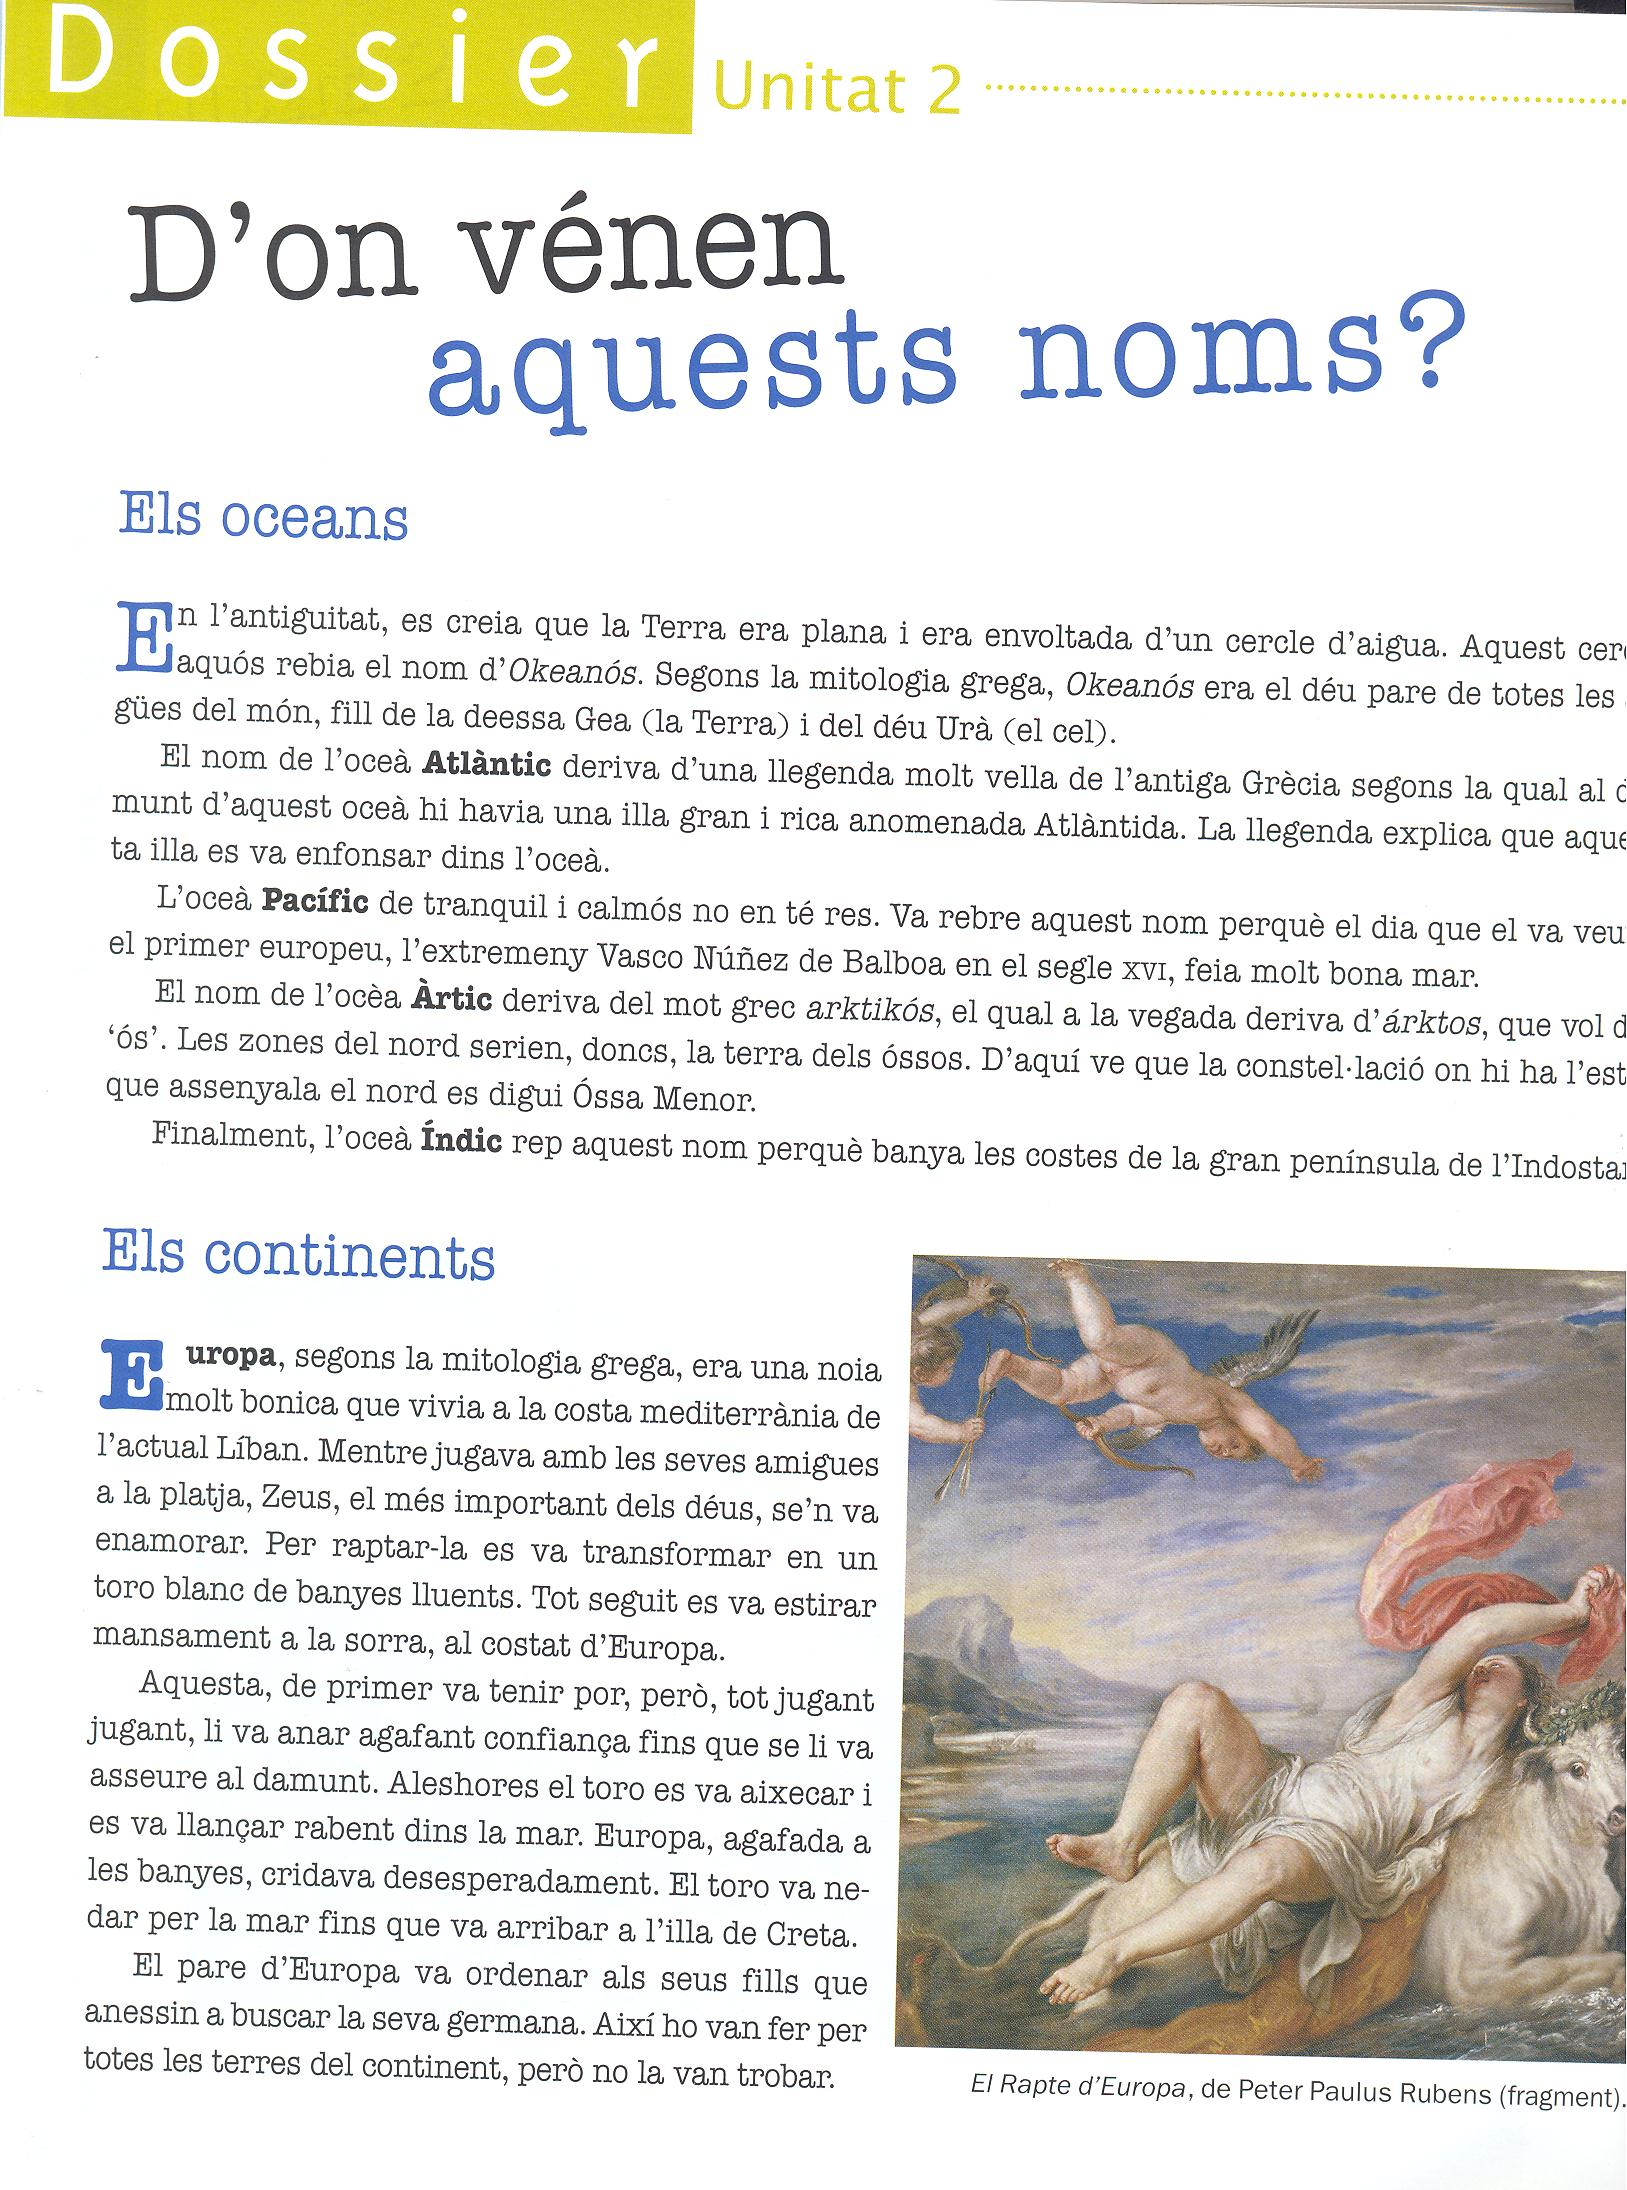 Dossier Unitat 2
D'on vénen
aquests noms?
Els oceans
En l'antiguitat, es creia que la Terra era plana i era envoltada d'un cercle d'aigua. Aquest
aquós rebia el nom d'Okeanós. Segons la mitologia grega, Okeanós era el déu pare de totes les
gües del món, fill de la deessa Gea (la Terra) i del déu Urà (el cel).
El nom de l'oceà Atlàntic deriva d'una llegenda molt vella de l'antiga Grècia segons la qual al
munt d'aquest oceà hi havia una illa gran i rica anomenada Atlàntida. La llegenda explica que
ta illa es va enfonsar dins l'oceà.
L'oceà Pacífic de tranquil i calmós no en té res. Va rebre aquest nom perquè el dia que el va
el primer europeu, l'extremeny Vasco Núñez de Balboa en el segle XVI, feia molt bona mar.
El nom de l'ocèa Àrtic deriva del mot grec arktikós, el qual a la vegada deriva d'árktos, que vol
'ós'. Les zones del nord serien, doncs, la terra dels óssos. D'aquí ve que la constel·lació on hi ha
que assenyala el nord es digui Óssa Menor.
Finalment, l'oceà Índic rep aquest nom perquè banya les costes de la gran península de
Els continents
Europa, segons la mitologia grega, era una noia
molt bonica que vivia a la costa mediterrània de
l'actual Líban. Mentre jugava amb les seves amigues
a la platja, Zeus, el més important dels déus, se'n va
enamorar. Per raptar-la es va transformar en un
toro blanc de banyes lluents. Tot seguit es va estirar
mansament a la sorra, al costat d'Europa.
Aquesta, de primer va tenir por, però, tot jugant
jugant, li va anar agafant confiança fins que se li va
asseure al damunt. Aleshores el toro es va aixecar i
es va llançar rabent dins la mar. Europa, agafada a
les banyes, cridava desesperadament. El toro va ne-
dar per la mar fins que va arribar a l'illa de Creta.
El pare d'Europa va ordenar als seus fills que
anessin a buscar la seva germana. Així ho van fer per
totes les terres del continent, però no la van trobar.
El Rapte d'Europa, de Peter Paulus Rubens (fragment).